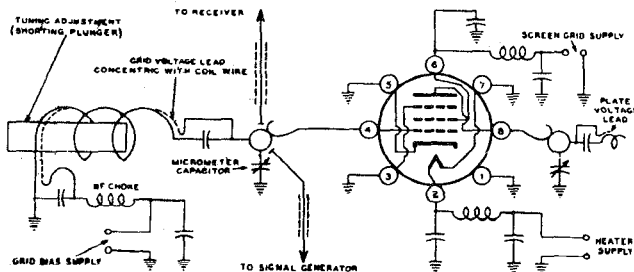 TO RECEIVER
TUNING ADJUSTMENT
(SHORTING PLUNGER)
GRID VOLTAGE LEAD
CONCENTRIC WITH COIL WIRE
SCREEN GRID SUPPLY
PLATE
VOLTAGE
LEAD
6
5
7
4
8
3
1
2
MICROMETER
CAPACITOR
RF CHOKE
GRID BIAS SUPPLY
TO SIGNAL GENERATOR
HEATER
SUPPLY